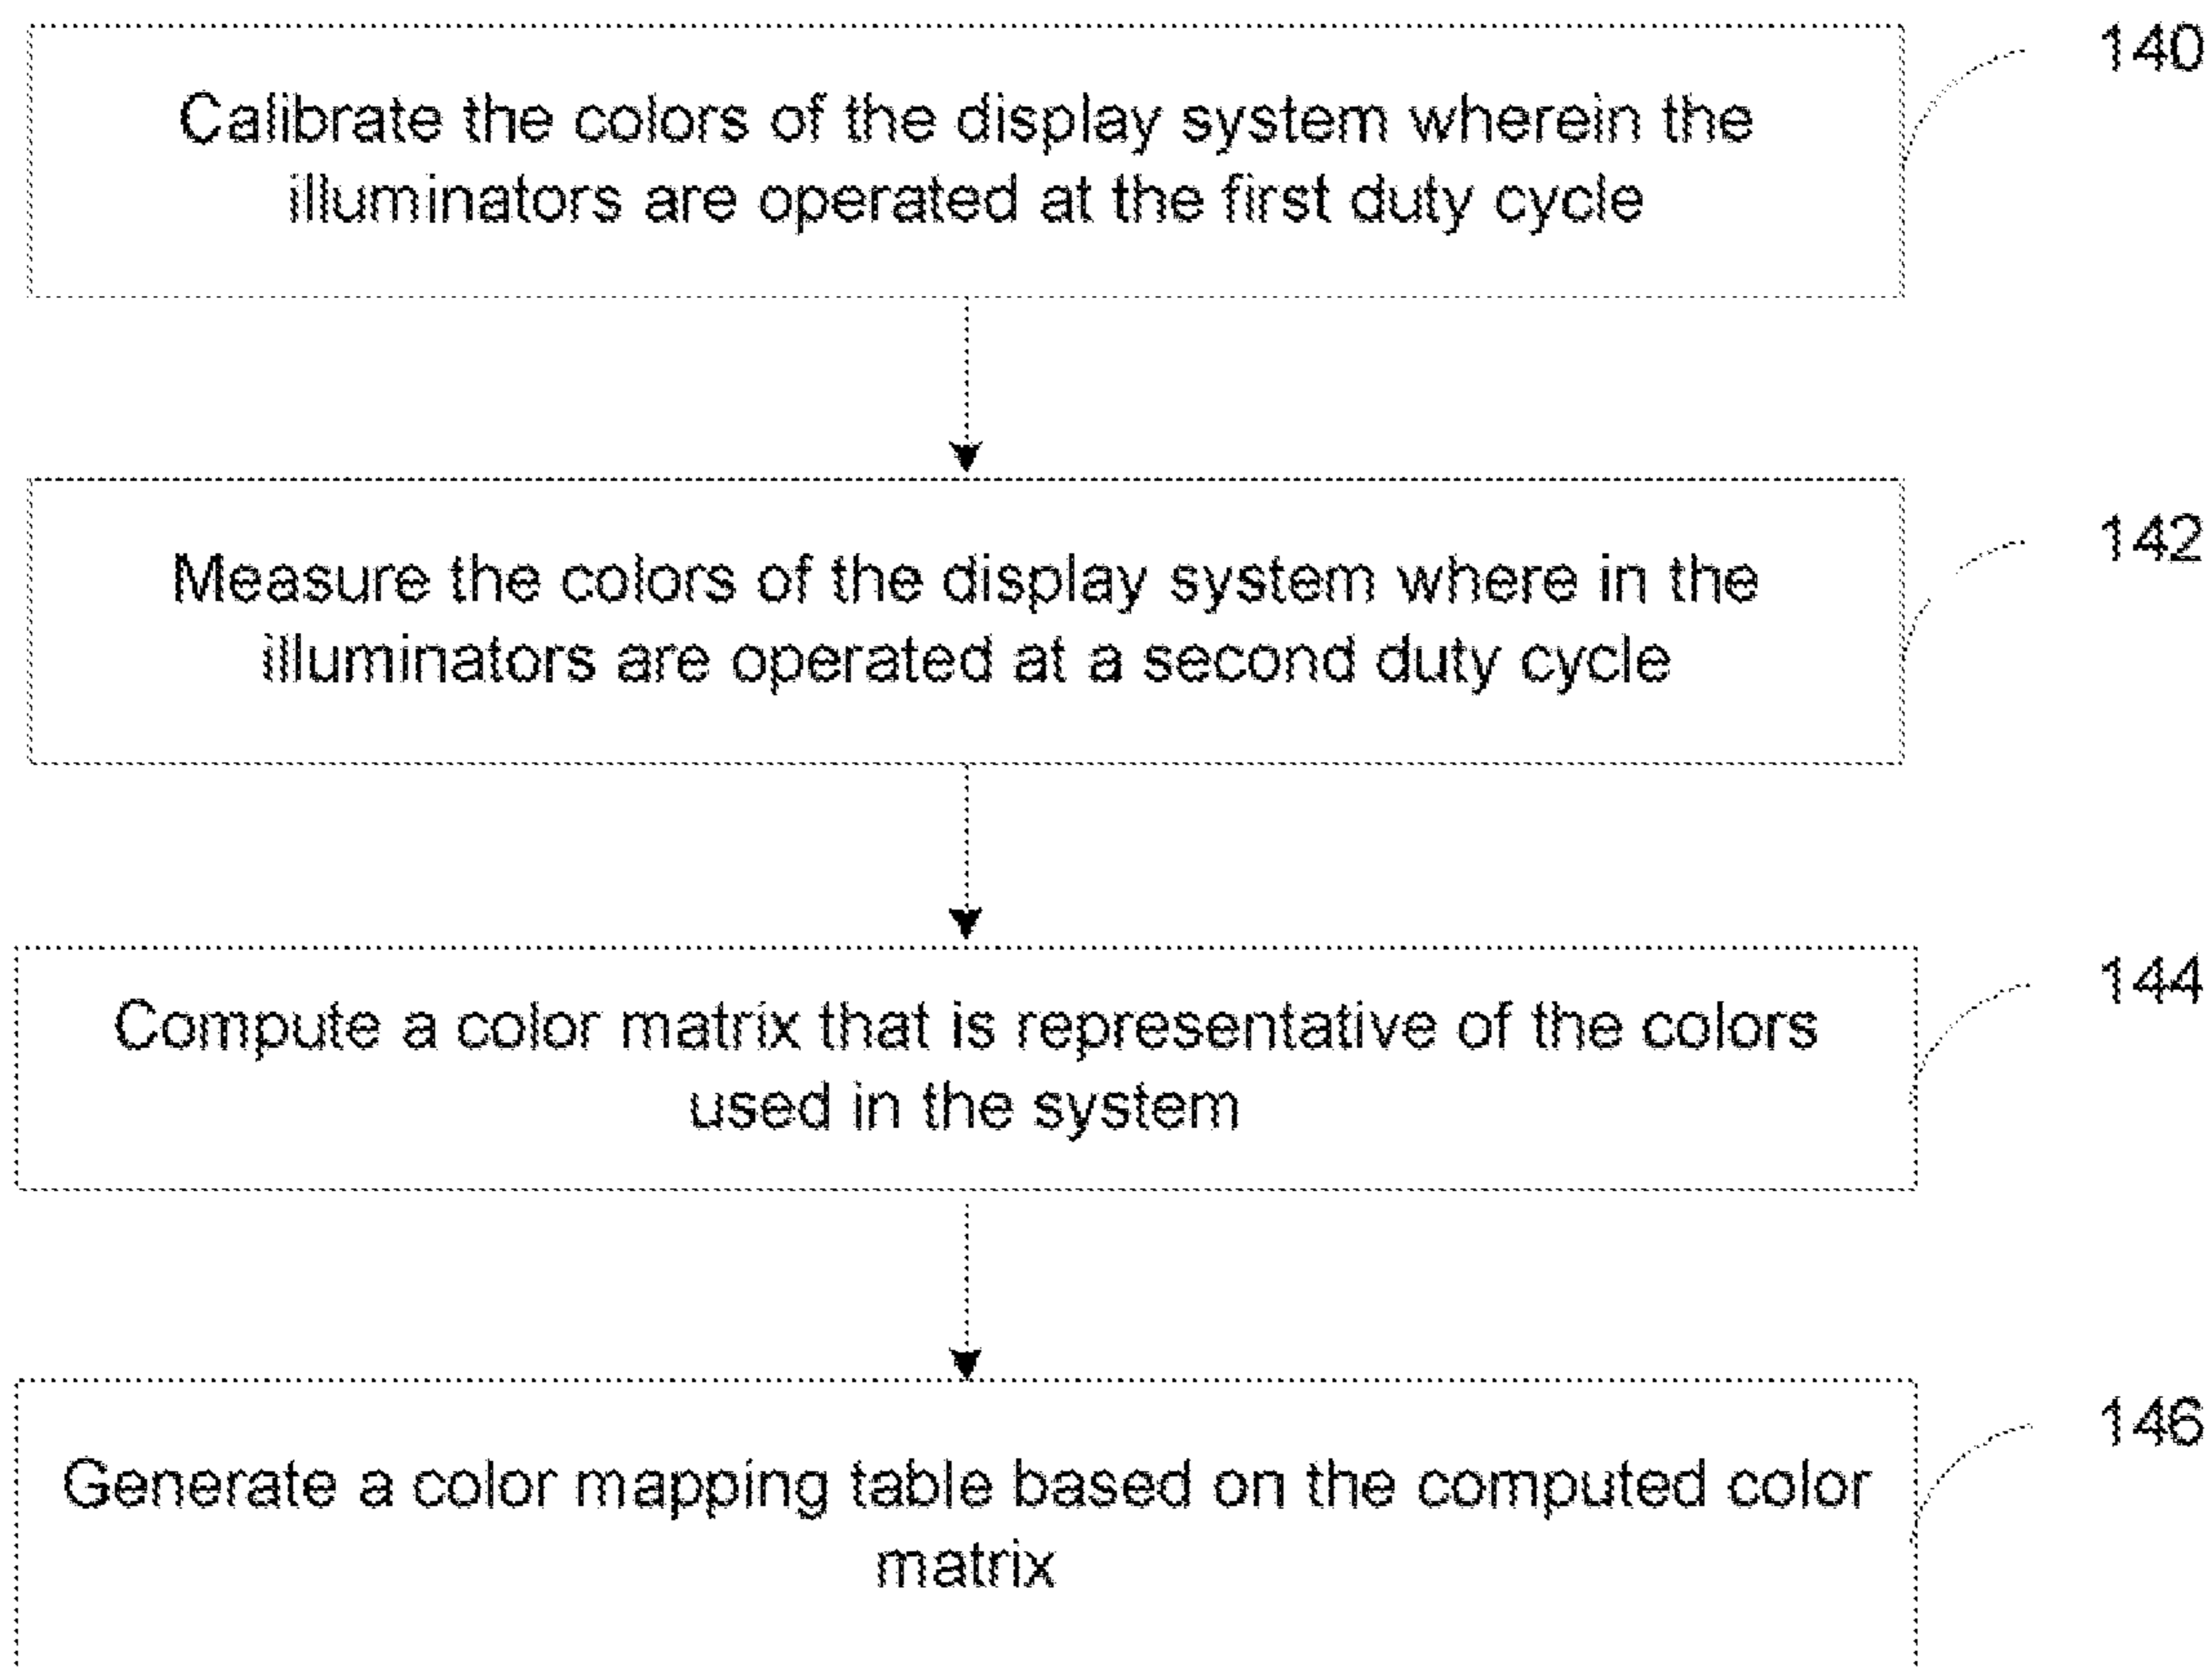 140
Calibrate the colors of the display system wherein the
illuminators are operated at the first duty cycle
142
Measure the colors of the display system where in the
illuminators are operated at a second duty cycle
144
Compute a color matrix that is representative of the colors
used in the system
146
Generate a color mapping table based on the computed color
matrix